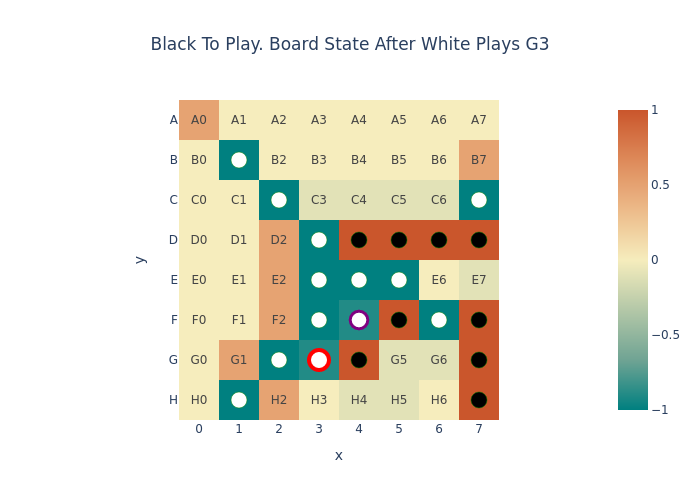 Black To Play. Board State After White Plays G3
A A0 A1 A2 A3 A4 A5 A6 A7 1
B B0 B2 B3 B4 B5 B6 B7
0.5
C C0 C1 C3 C4 C5 C6
D D0 D1 D2
y
0
E E0 E1 E2 E6 E7
F F0 F1 F2
−0.5
G G0 G1 G5 G6
H H0 H2 H3 H4 H5 H6 −1
0 1 2 3 4 5 6 7
x